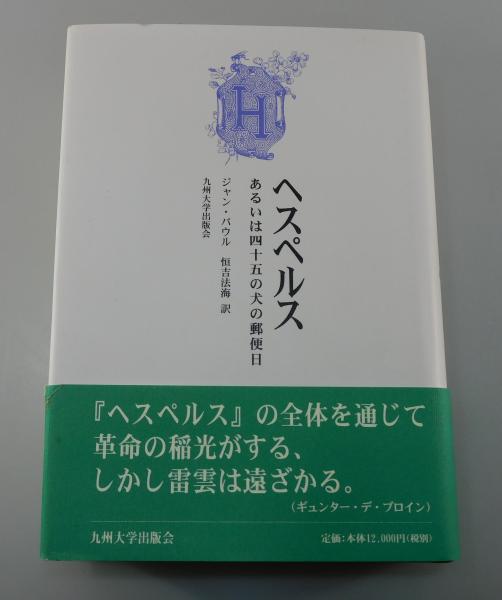 H
ヘスペルス
あるいは四十五の犬の郵便日
ジャン・パウル 恒吉法海 訳
九州大学出版会
『ヘスペルス』の全体を通じて
革命の稲光がする、
しかし雷雲は遠ざかる。
(ギュンター・デ・ブロイン)
九州大学出版会
定価:本体12,000円(税別)